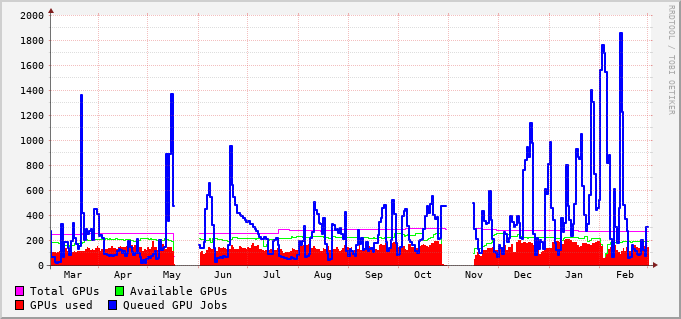 2000
1800
1600
1400
1200
1000
800
600
400
200
0
Mar Apr May Jun Jul Aug Sep Oct Nov Dec Jan Feb
Total GPUs Available GPUs
GPUs used Queued GPU Jobs
RRDTOOL / TOBI OETIKER